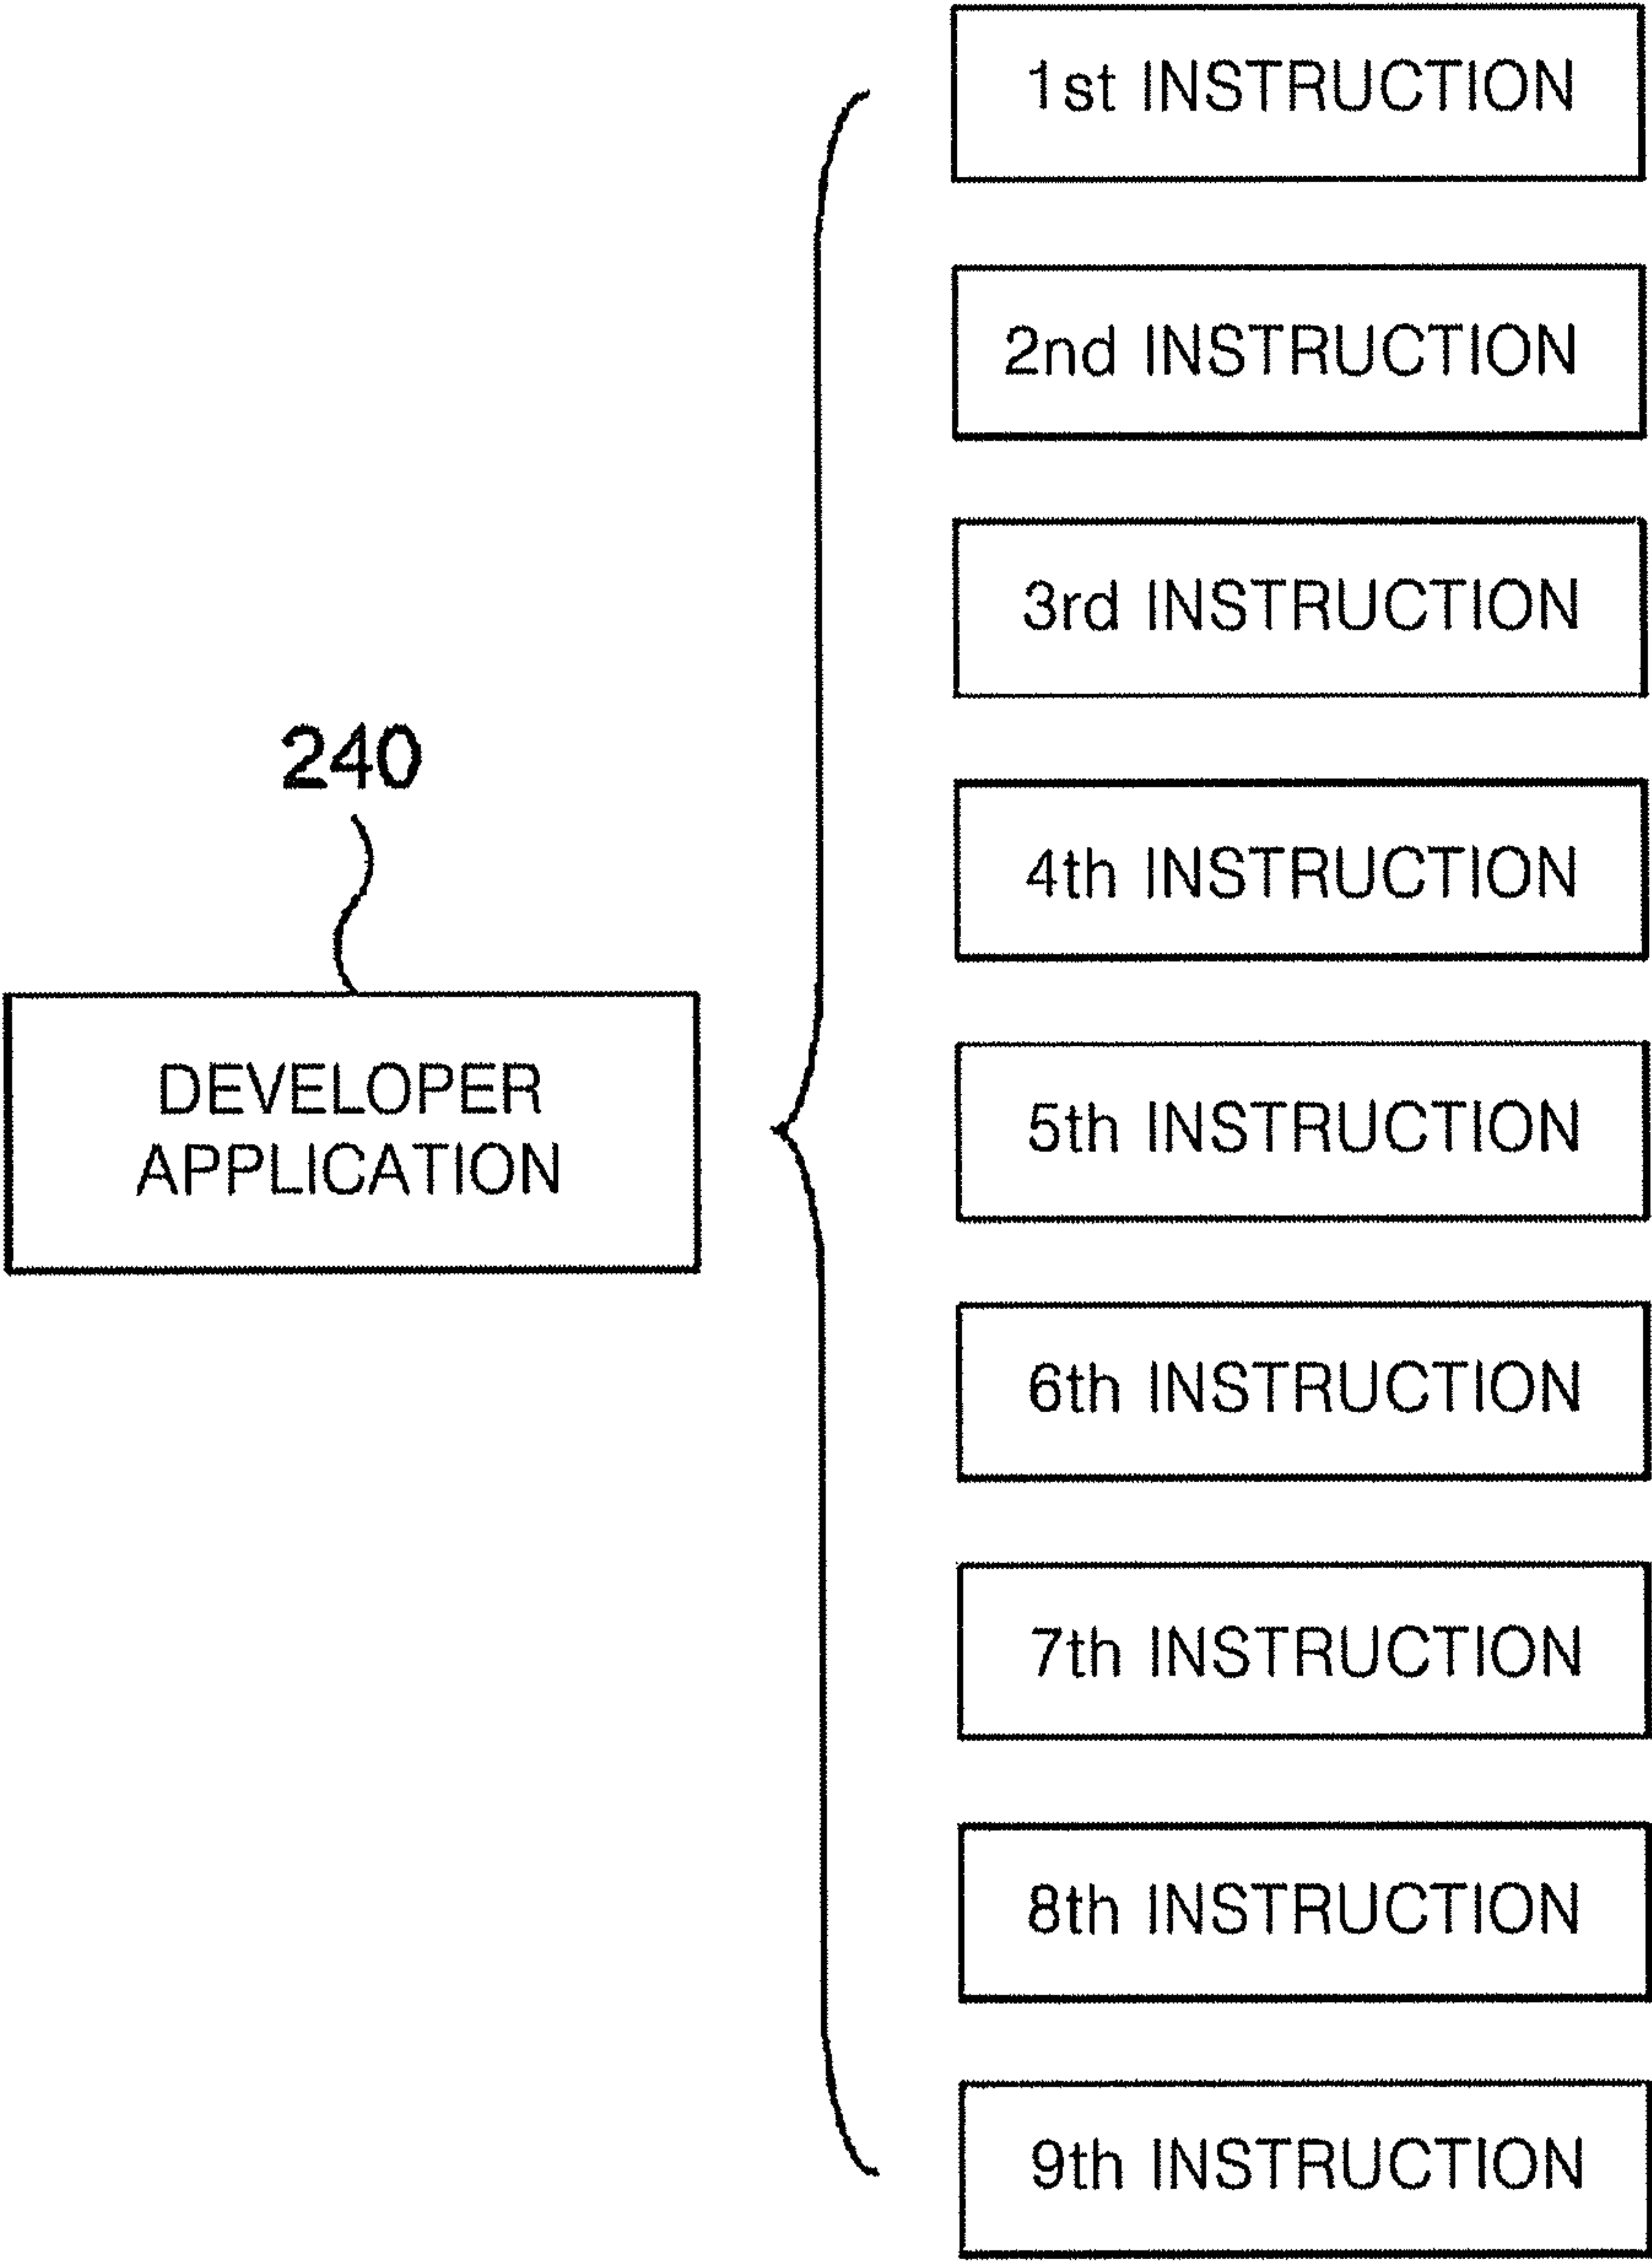 240
DEVELOPER
APPLICATION
1st INSTRUCTION
2nd INSTRUCTION
3rd INSTRUCTION
4th INSTRUCTION
5th INSTRUCTION
6th INSTRUCTION
7th INSTRUCTION
8th INSTRUCTION
9th INSTRUCTION